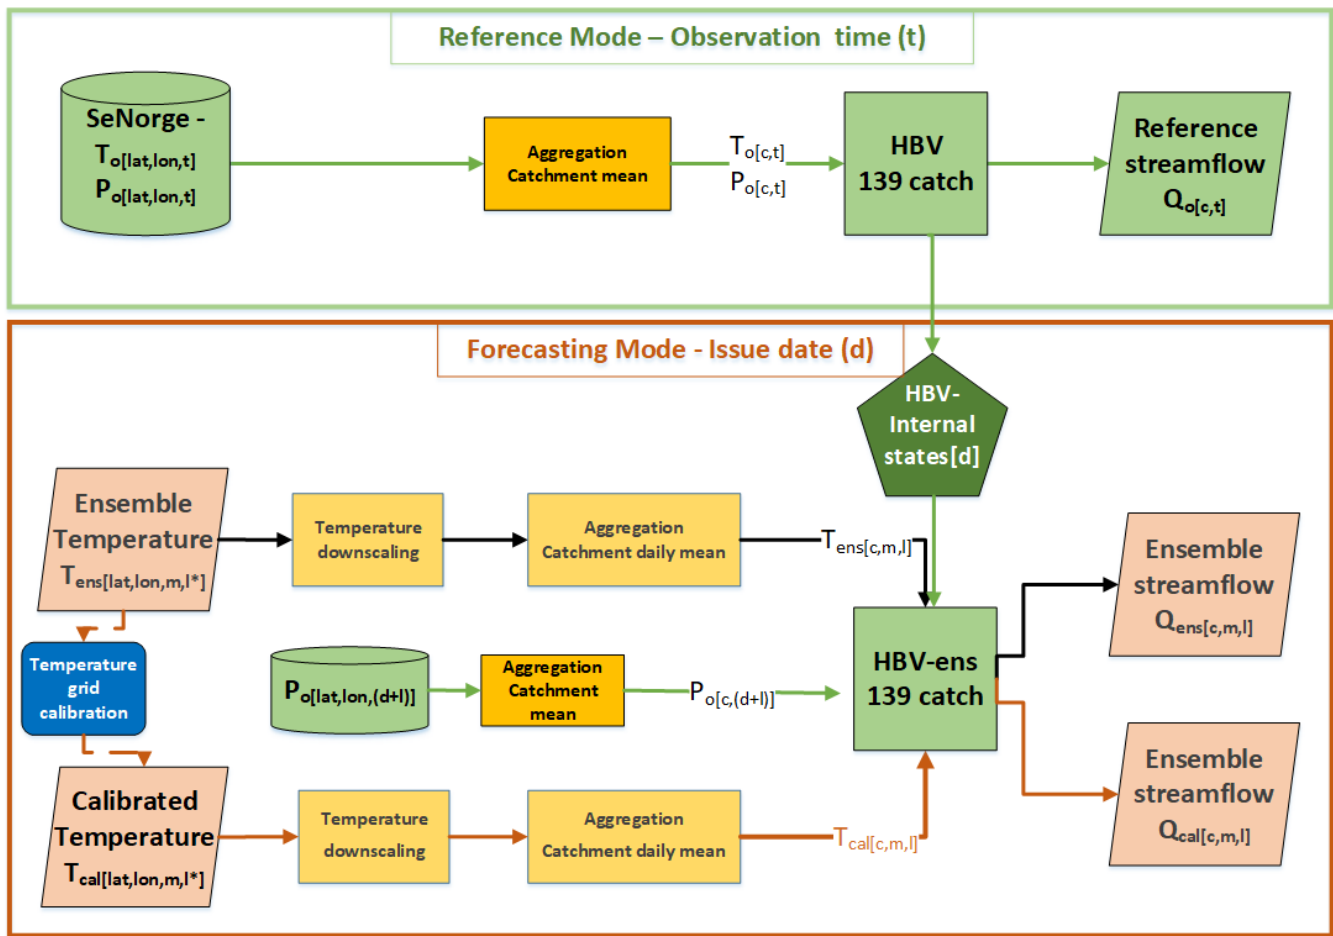 Reference Mode – Observation time (t)
SeNorge -
To[lat,lon,t]
Po[lat,lon,t]
Aggregation
Catchment mean
To[c,t]
Po[c,t]
HBV
139 catch
Reference
streamflow
Qo[c,t]
Forecasting Mode - Issue date (d)
HBV-
Internal
states[d]
Ensemble
Temperature
Tens[lat,lon,m,l*]
Temperature
downscaling
Aggregation
Catchment daily mean
Tens[c,m,l]
Ensemble
streamflow
Qens[c,m,l]
Temperature
grid
calibration
Po[lat,lon,(d+l)]
Aggregation
Catchment
mean
Po[c,(d+l)]
HBV-ens
139 catch
Calibrated
Temperature
Tcal[lat,lon,m,l*]
Temperature
downscaling
Aggregation
Catchment daily mean
Tcal[c,m,l]
Ensemble
streamflow
Qcal[c,m,l]